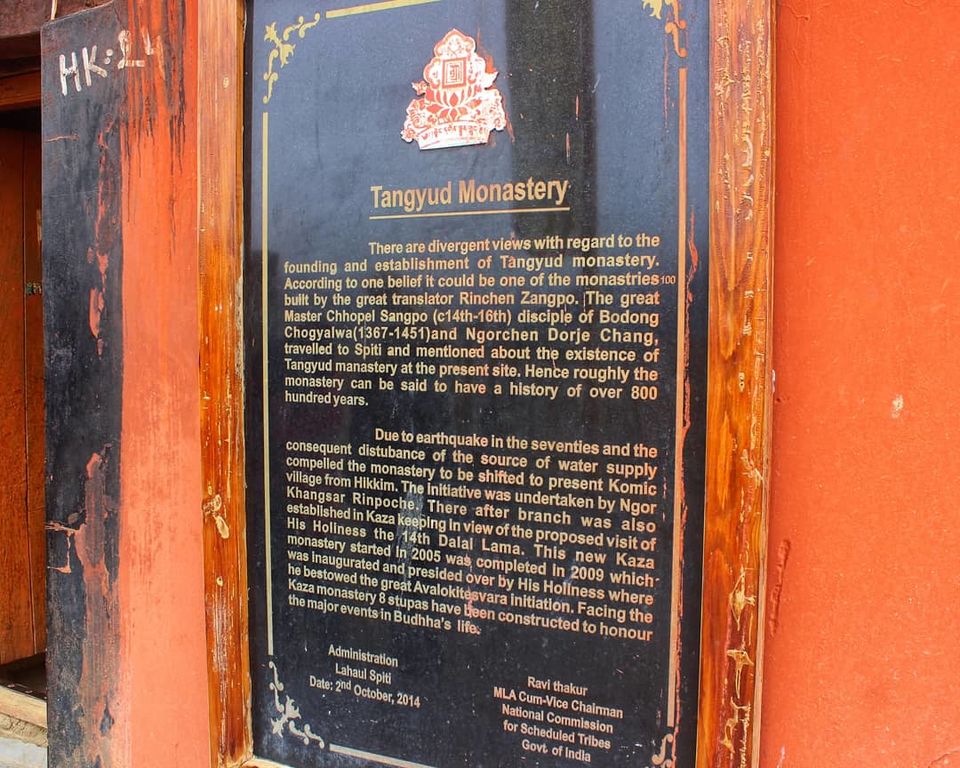 HK:24
Tangyud Monastery
There are divergent views with regard to the
founding and establishment of Tangyud monastery.
According to one belief it could be one of the monastries 100
built by the great translator Rinchen Zangpo. The great
Master Chhopel Sangpo (c14th-16th) disciple of Bodong
Chogyalwa(1367-1451)and Ngorchen Dorje Chang,
travelled to Spiti and mentioned about the existence of
Tangyud manastery at the present site. Hence roughly the
monastery can be said to have a history of over 800
hundred years.
Due to earthquake in the seventies and the
consequent distubance of the source of water supply
compelled the monastery to be shifted to present Komic
village from Hikkim. The initiative was undertaken by Ngor
Khangsar Rinpoche. There after branch was also
established in Kaza keeping in view of the proposed visit of
His Holiness the 14th Dalal Lama. This new Kaza
monastery started in 2005 was completed in 2009 which
was inaugurated and presided over by His Holiness where
he bestowed the great Avalokitesvara initiation. Facing the
Kaza monastery 8 stupas have been constructed to honour
the major events in Budhha's life.
Administration
Lahaul Spiti
Date: 2nd October, 2014
Ravi thakur
MLA Cum-Vice Chairman
National Commission
for Scheduled Tribes
Govt. of India